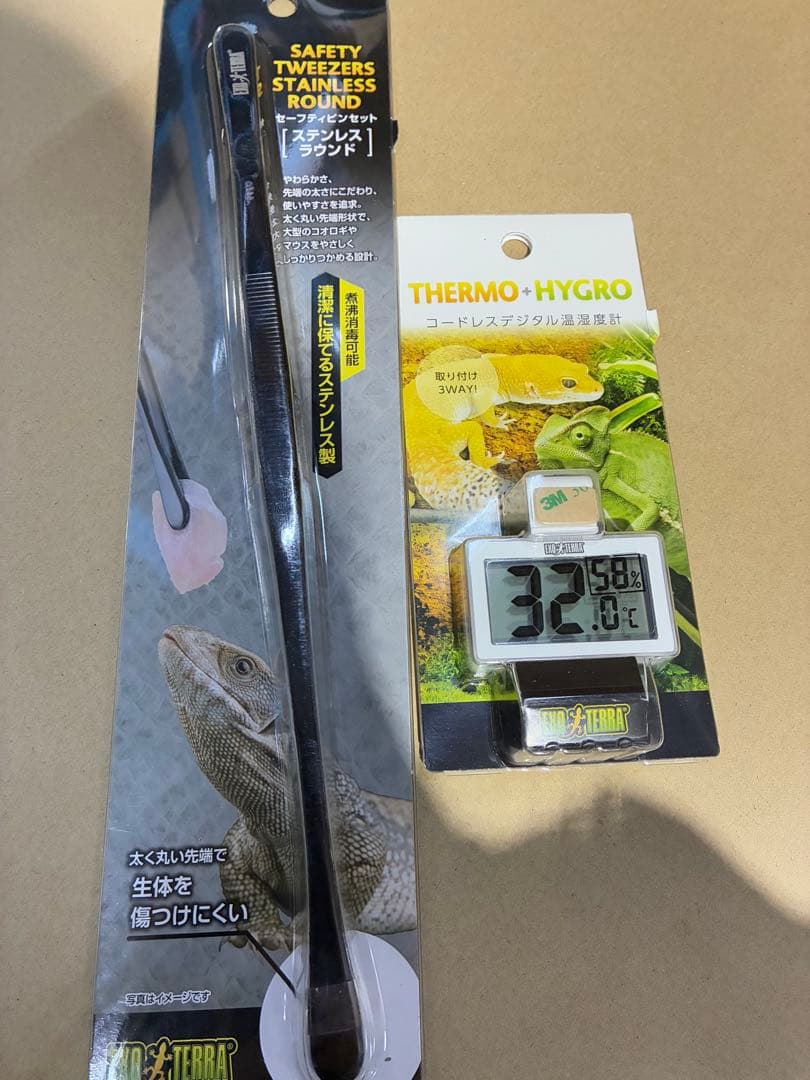 EXO TERRA
SAFETY
TWEEZERS
STAINLESS
ROUND
セーフティピンセット
[ステンレス
ラウンド]
やわらかさ、
先端の太さにこだわり、
使いやすさを追求。
太く丸い先端形状で、
大型のコオロギや
マウスをやさしく
しっかりつかめる設計。
煮沸消毒可能
清潔に保てるステンレス製
太く丸い先端で
生体を
傷つけにくい
写真はイメージです
EXO TERRA®
THERMO+HYGRO
コードレスデジタル温湿度計
取り付け
3WAY!
3M
EXO TERRA
32.0℃
58%
EXO TERRA®